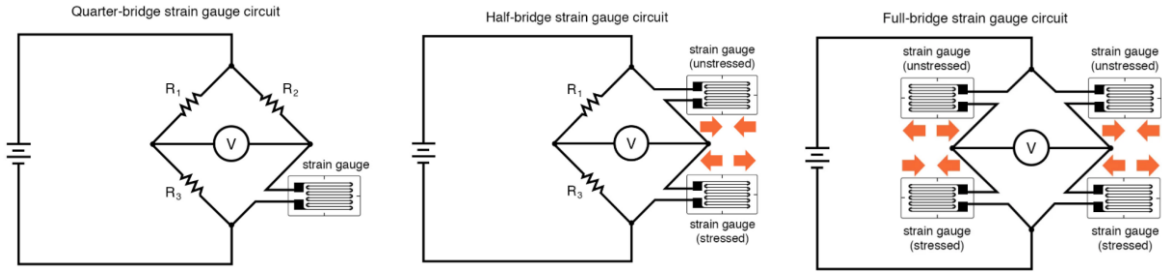 Quarter-bridge strain gauge circuit
R1
R2
V
R3
strain gauge
Half-bridge strain gauge circuit
strain gauge
(unstressed)
R1
V
R3
strain gauge
(stressed)
Full-bridge strain gauge circuit
strain gauge
(unstressed)
strain gauge
(unstressed)
V
strain gauge
(stressed)
strain gauge
(stressed)